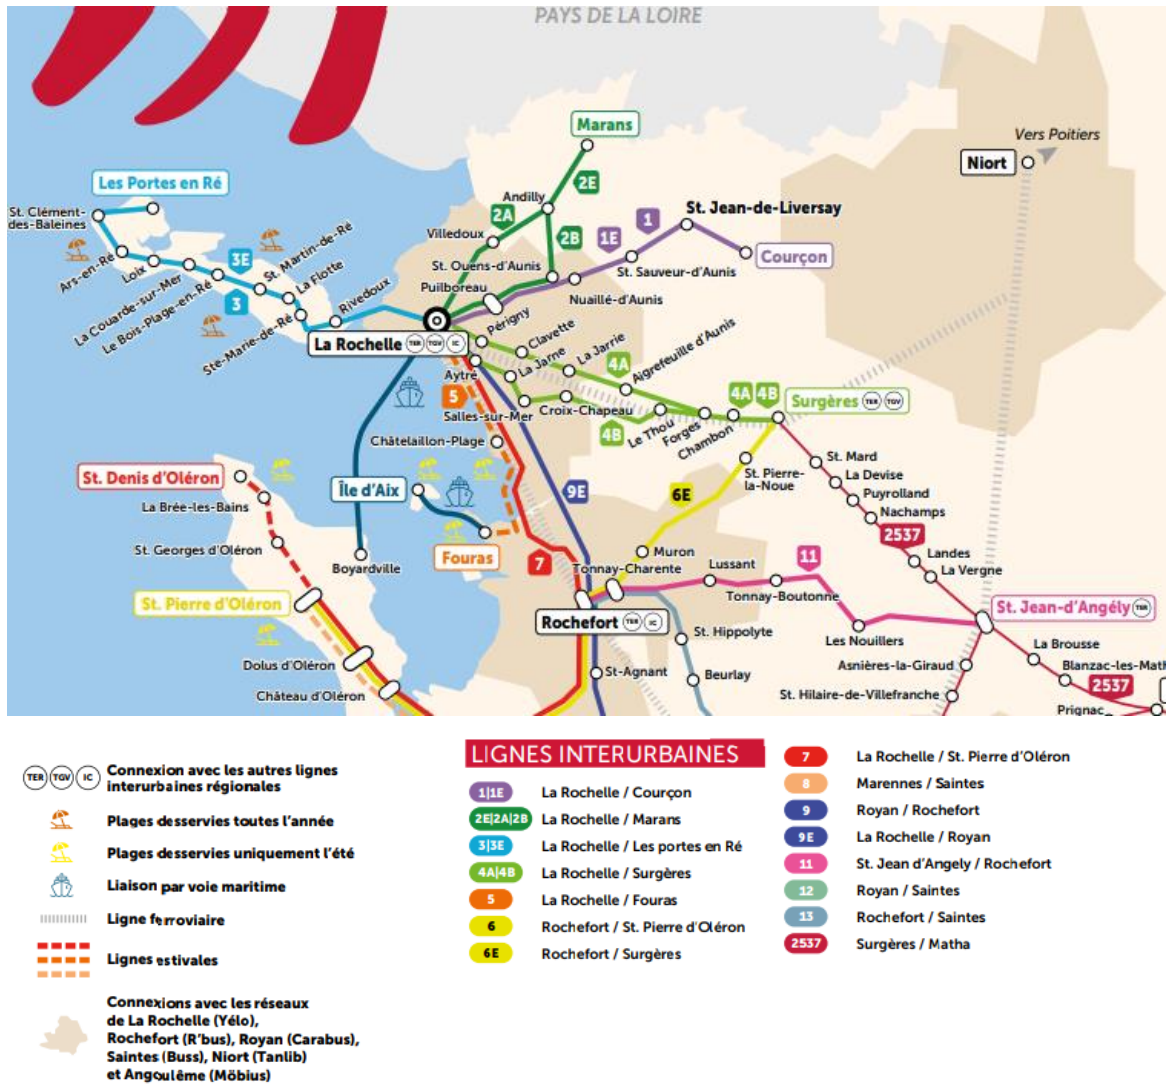 PAYS DE LA LOIRE
Marans
Vers Poitiers
Niort
Les Portes en Ré
2E
Andilly
St. Clément-
des-Baleines
2A
St. Jean-de-Liversay
1
Villedoux
2B
1E
3E
St. Martin-de-Ré
Courçon
Ars-en-Ré
Loix
St. Ouens-d'Aunis
St. Sauveur-d'Aunis
La Flotte
Puilboreau
La Couarde-sur-Mer
Nuaillé-d'Aunis
3
Le Bois-Plage-en-Ré
Rivedoux
Ste-Marie-de-Ré
Périgny
La Rochelle TER TGV IC
Clavette
La Jarrie
Aigrefeuille d'Aunis
Aytré
La Jarne
4A
5
4A 4B
Surgères TER TGV
Salles-sur-Mer
Croix-Chapeau
4B
Le Thou
Forges
Chambon
Châtelaillon-Plage
St. Mard
St. Pierre-
la-Noue
La Devise
St. Denis d'Oléron
Île d'Aix
9E
6E
Puyrolland
Nachamps
La Brée-les-Bains
2537
St. Georges d'Oléron
Fouras
Muron
Landes
Boyardville
7
Tonnay-Charente
Lussant
11
La Vergne
St. Pierre d'Oléron
Tonnay-Boutonne
St. Jean-d'Angély TER
Rochefort TER IC
St. Hippolyte
Les Nouillers
La Brousse
Dolus d'Oléron
St-Agnant
Beurlay
Asnières-la-Giraud
Blanzac-les-Math
Château d'Oléron
St. Hilaire-de-Villefranche
2537
Prignac
TER TGV IC
Connexion avec les autres lignes
interurbaines régionales
Plages desservies toutes l'année
Plages desservies uniquement l'été
Liaison par voie maritime
Ligne ferroviaire
Lignes estivales
Connexions avec les réseaux
de La Rochelle (Yélo),
Rochefort (R'bus), Royan (Carabus),
Saintes (Buss), Niort (Tanlib)
et Angoulême (Möbius)
LIGNES INTERURBAINES
1|1E La Rochelle / Courçon
2E|2A|2B La Rochelle / Marans
3|3E La Rochelle / Les portes en Ré
4A|4B La Rochelle / Surgères
5 La Rochelle / Fouras
6 Rochefort / St. Pierre d'Oléron
6E Rochefort / Surgères
7 La Rochelle / St. Pierre d'Oléron
8 Marennes / Saintes
9 Royan / Rochefort
9E La Rochelle / Royan
11 St. Jean d'Angely / Rochefort
12 Royan / Saintes
13 Rochefort / Saintes
2537 Surgères / Matha